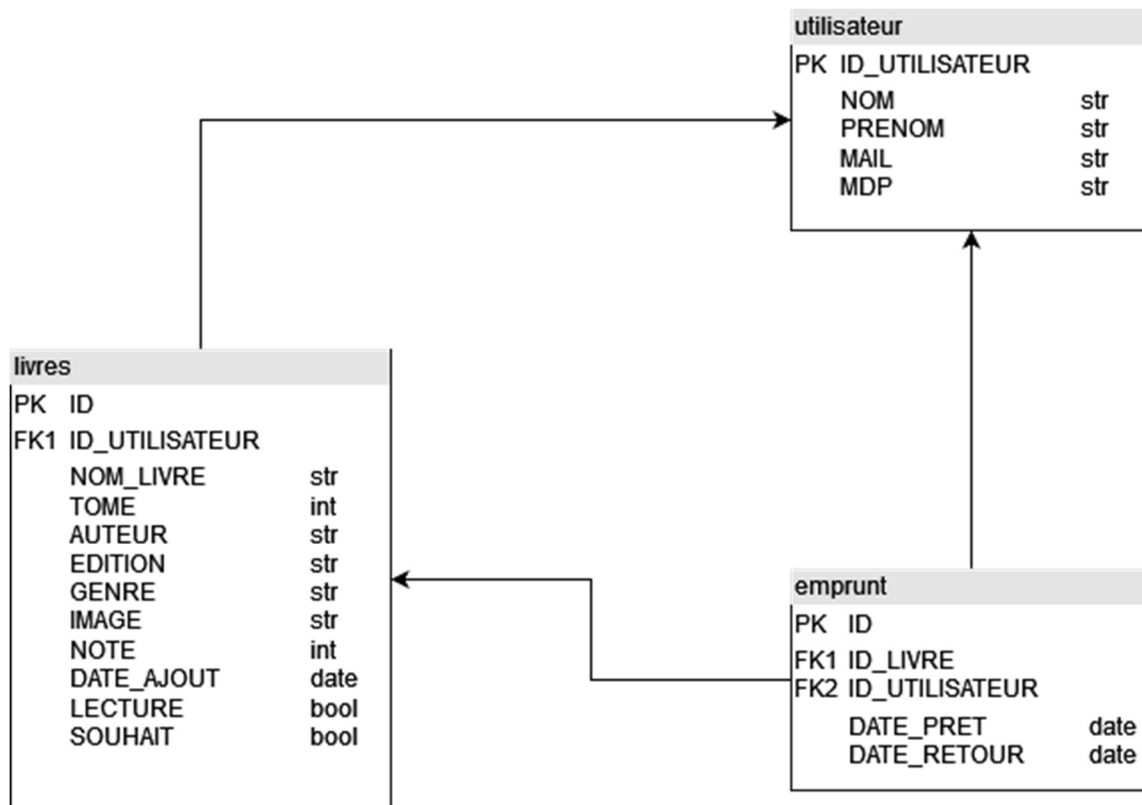 utilisateur
PK ID_UTILISATEUR
NOM str
PRENOM str
MAIL str
MDP str
livres
PK ID
FK1 ID_UTILISATEUR
NOM_LIVRE str
TOME int
AUTEUR str
EDITION str
GENRE str
IMAGE str
NOTE int
DATE_AJOUT date
LECTURE bool
SOUHAIT bool
emprunt
PK ID
FK1 ID_LIVRE
FK2 ID_UTILISATEUR
DATE_PRET date
DATE_RETOUR date